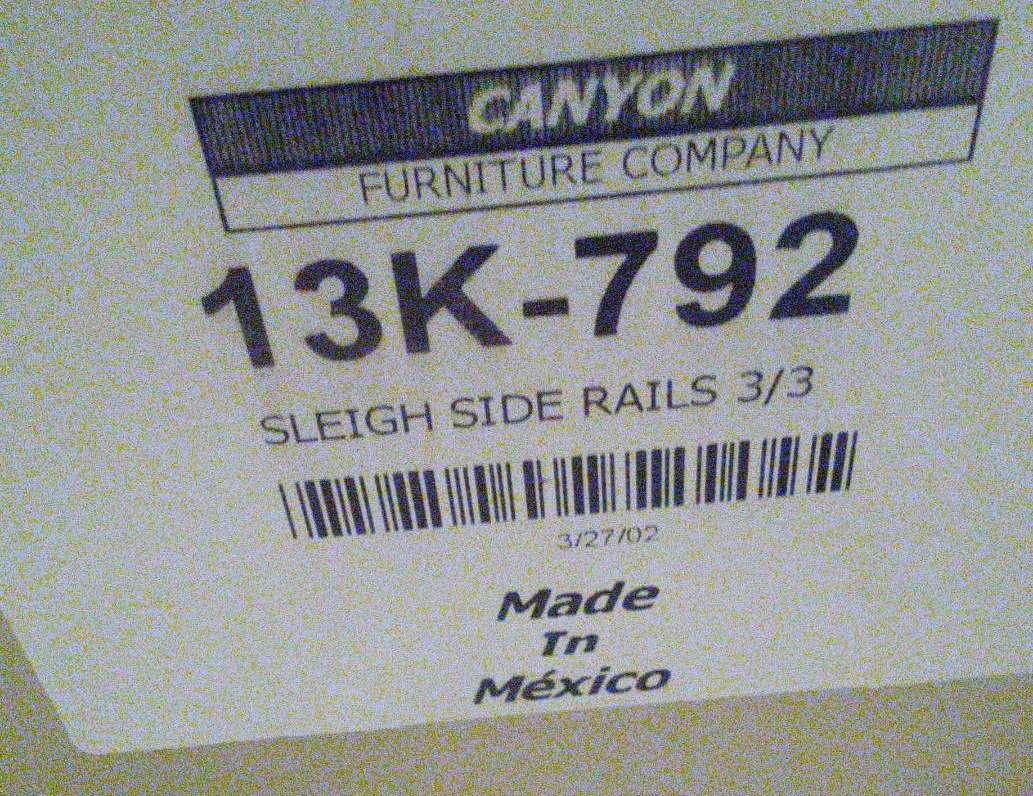 CANYON
FURNITURE COMPANY
13K-792
SLEIGH SIDE RAILS 3/3
3/27/02
Made
In
México